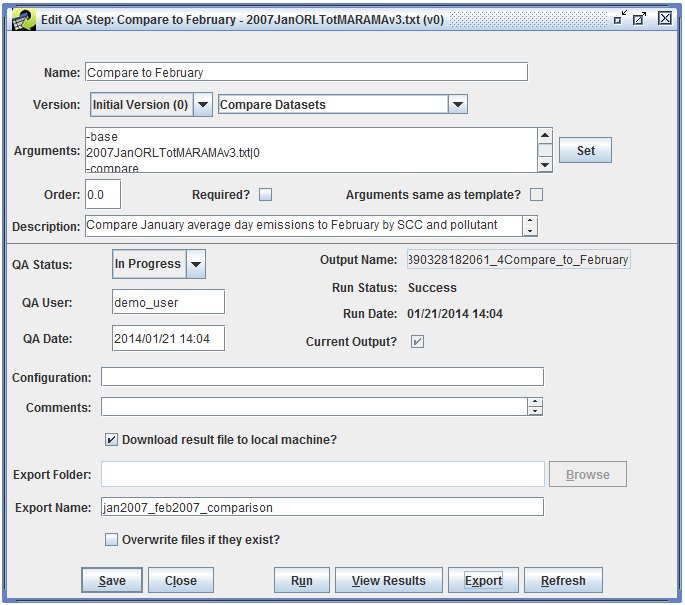 Edit QA Step: Compare to February - 2007JanORLTotMARAMAv3.txt (v0)
Name: Compare to February
Version: Initial Version (0) Compare Datasets
-base
Arguments: 2007JanORLTotMARAMAv3.txt|0 Set
-compare
Order: 0.0 Required? Arguments same as template?
Description: Compare January average day emissions to February by SCC and pollutant
QA Status: In Progress Output Name: 390328182061_4Compare_to_February
Run Status: Success
QA User: demo_user
Run Date: 01/21/2014 14:04
QA Date: 2014/01/21 14:04 Current Output?
Configuration:
Comments:
Download result file to local machine?
Export Folder: Browse
Export Name: jan2007_feb2007_comparison
Overwrite files if they exist?
Save Close Run View Results Export Refresh